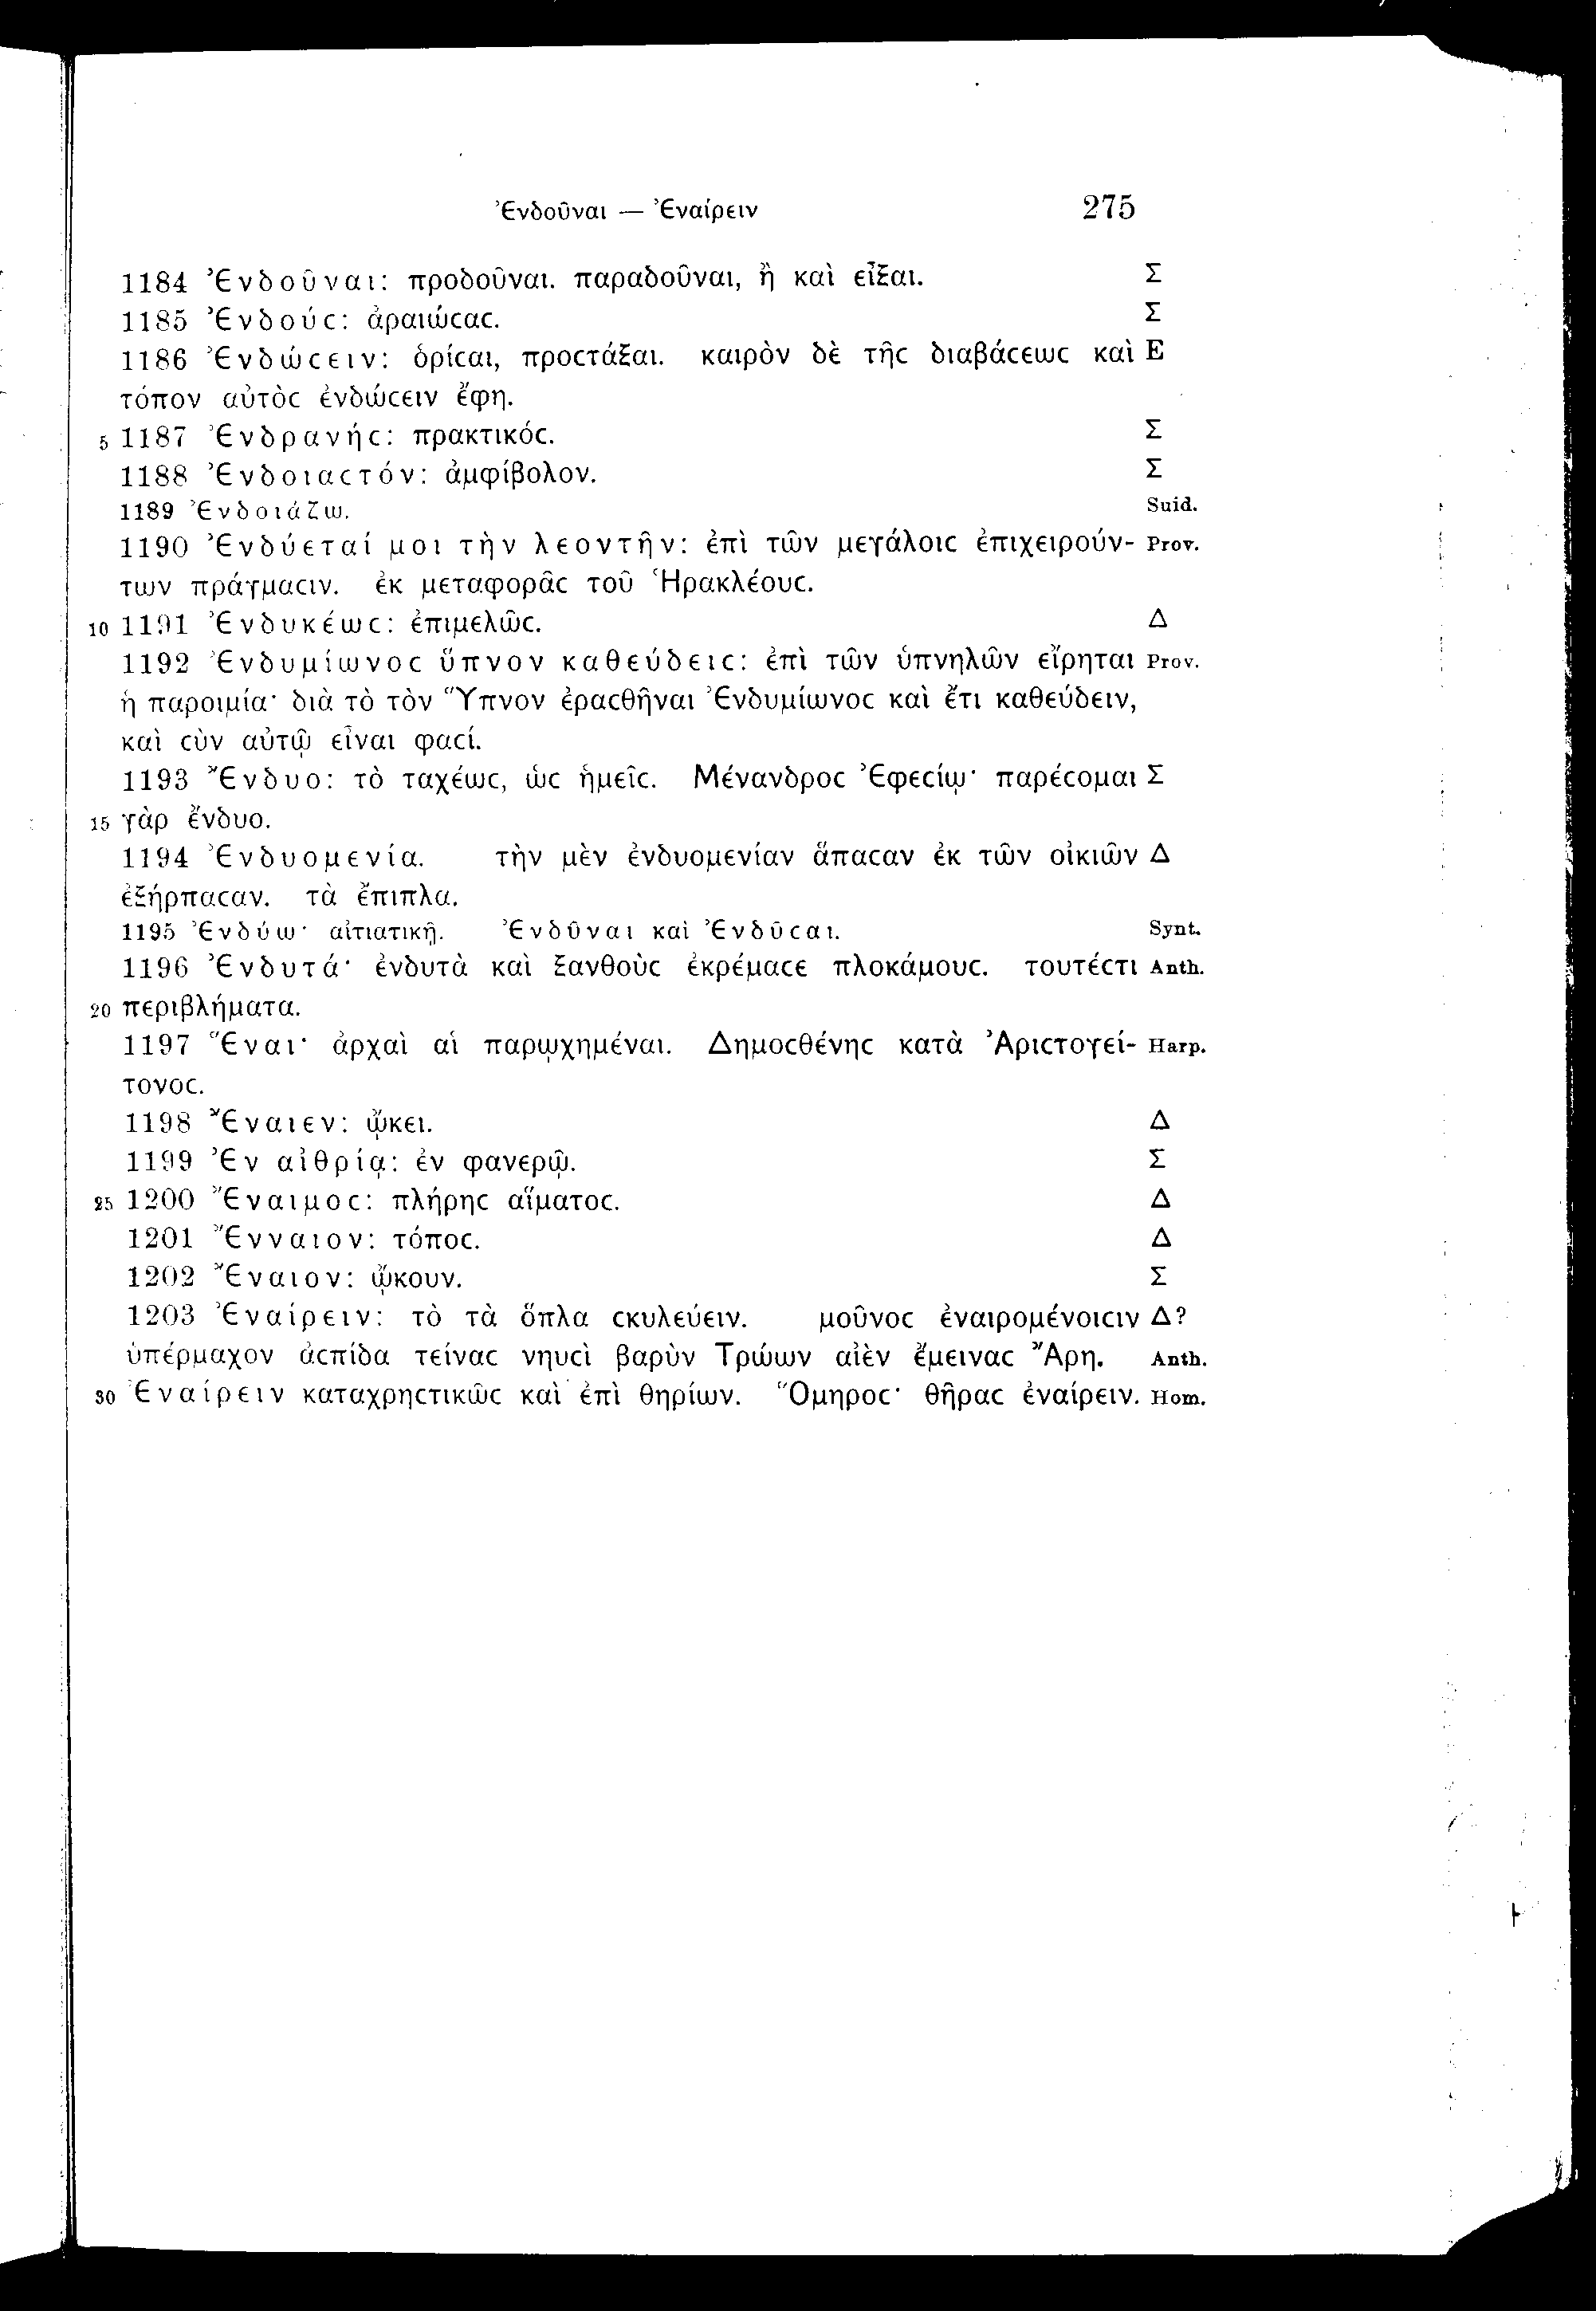 Ἐνδοῦναι — Ἐναίρειν 275
1184 Ἐνδοῦναι: προδοῦναι. παραδοῦναι, ἢ καὶ εἶξαι. Σ
1185 Ἐνδούϲ: ἀραιώϲαϲ. Σ
1186 Ἐνδώϲειν: ὁρίϲαι, προϲτάξαι. καιρὸν δὲ τῆϲ διαβάϲεωϲ καὶ E
τόπον αὐτὸϲ ἐνδώϲειν ἔφη.
5 1187 Ἐνδρανήϲ: πρακτικόϲ. Σ
1188 Ἐνδοιαϲτόν: ἀμφίβολον. Σ
1189 Ἐνδοιάζω. Suid.
1190 Ἐνδύεταί μοι τὴν λεοντῆν: ἐπὶ τῶν μεγάλοιϲ ἐπιχειρούν- Prov.
των πράγμαϲιν. ἐκ μεταφορᾶϲ τοῦ Ἡρακλέουϲ.
10 1191 Ἐνδυκέωϲ: ἐπιμελῶϲ. Δ
1192 Ἐνδυμίωνοϲ ὕπνον καθεύδειϲ: ἐπὶ τῶν ὑπνηλῶν εἴρηται Prov.
ἡ παροιμία· διὰ τὸ τὸν Ὕπνον ἐραϲθῆναι Ἐνδυμίωνοϲ καὶ ἔτι καθεύδειν,
καὶ ϲὺν αὐτῷ εἶναι φαϲί.
1193 Ἔνδυο: τὸ ταχέωϲ, ὡϲ ἡμεῖϲ. Μένανδροϲ Ἐφεϲίῳ· παρέϲομαι Σ
15 γὰρ ἔνδυο.
1194 Ἐνδυομενία. τὴν μὲν ἐνδυομενίαν ἅπαϲαν ἐκ τῶν οἰκιῶν Δ
ἐξήρπαϲαν. τὰ ἔπιπλα.
1195 Ἐνδύω· αἰτιατικῇ. Ἐνδῦναι καὶ Ἐνδῦϲαι. Synt.
1196 Ἐνδυτά· ἐνδυτὰ καὶ ξανθοὺϲ ἐκρέμαϲε πλοκάμουϲ. τουτέϲτι Anth.
20 περιβλήματα.
1197 Ἕναι· ἀρχαὶ αἱ παρῳχημέναι. Δημοϲθένηϲ κατὰ Ἀριϲτογεί- Harp.
τονοϲ.
1198 Ἔναιεν: ᾤκει. Δ
1199 Ἐν αἰθρίᾳ: ἐν φανερῷ. Σ
25 1200 Ἔναιμοϲ: πλήρηϲ αἵματοϲ. Δ
1201 Ἔνναιον: τόποϲ. Δ
1202 Ἔναιον: ᾤκουν. Σ
1203 Ἐναίρειν: τὸ τὰ ὅπλα ϲκυλεύειν. μοῦνοϲ ἐναιρομένοιϲιν Δ?
ὑπέρμαχον ἀϲπίδα τείναϲ νηυϲὶ βαρὺν Τρώων αἰὲν ἔμειναϲ Ἄρη. Anth.
30 Ἐναίρειν καταχρηϲτικῶϲ καὶ ἐπὶ θηρίων. Ὅμηροϲ· θῆραϲ ἐναίρειν. Hom.